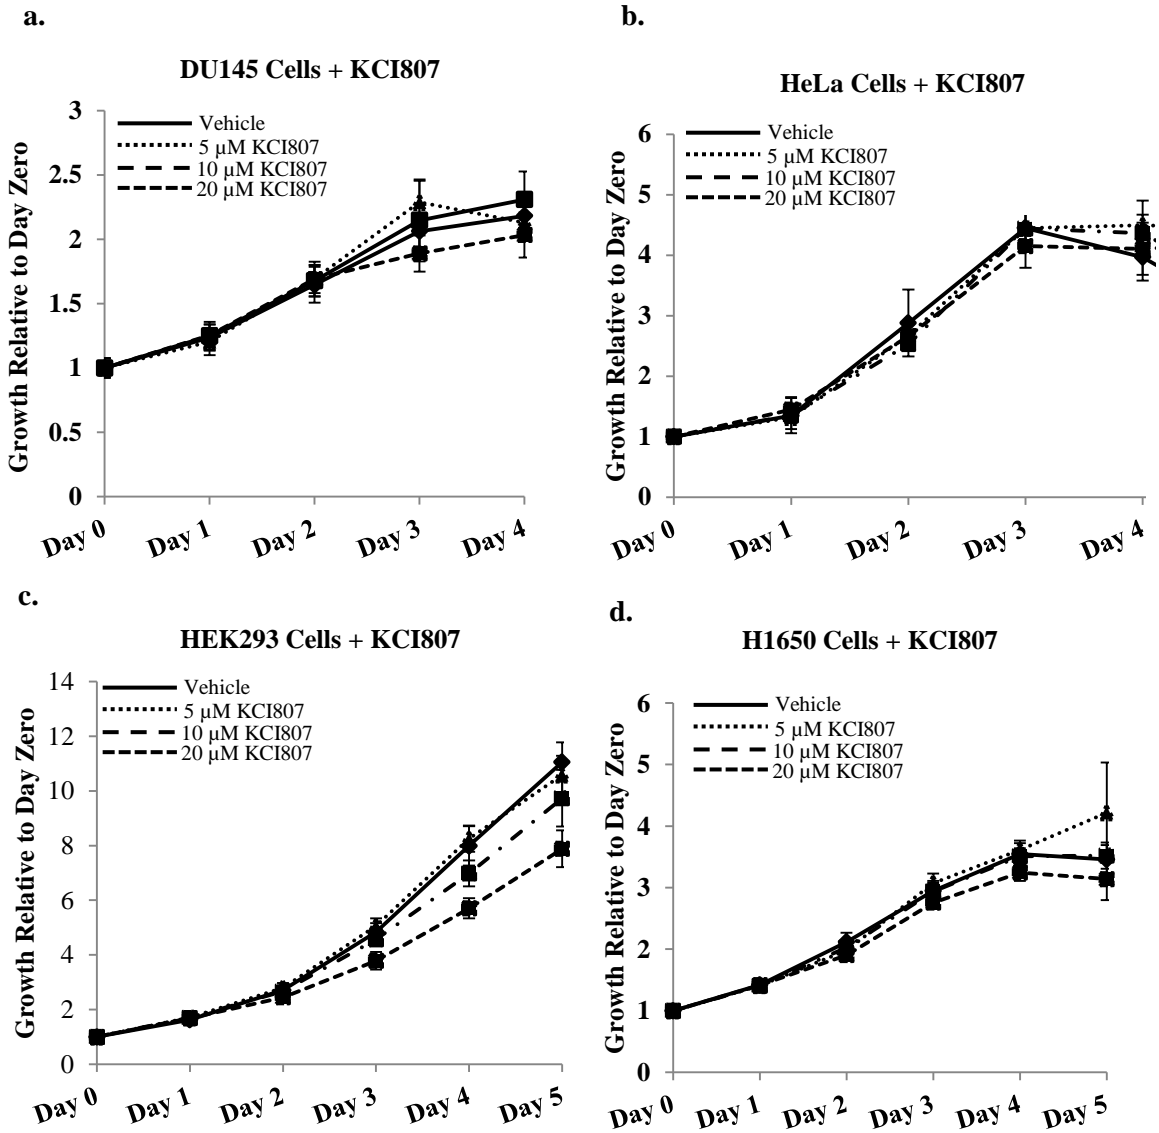 a.
DU145 Cells + KCI807
Growth Relative to Day Zero
3
2.5
2
1.5
1
0.5
0
Vehicle
5 µM KCI807
10 µM KCI807
20 µM KCI807
Day 0
Day 1
Day 2
Day 3
Day 4
b.
HeLa Cells + KCI807
Growth Relative to Day Zero
6
5
4
3
2
1
0
Vehicle
5 µM KCI807
10 µM KCI807
20 µM KCI807
Day 0
Day 1
Day 2
Day 3
Day 4
c.
HEK293 Cells + KCI807
Growth Relative to Day Zero
14
12
10
8
6
4
2
0
Vehicle
5 µM KCI807
10 µM KCI807
20 µM KCI807
Day 0
Day 1
Day 2
Day 3
Day 4
Day 5
d.
H1650 Cells + KCI807
Growth Relative to Day Zero
6
5
4
3
2
1
0
Vehicle
5 µM KCI807
10 µM KCI807
20 µM KCI807
Day 0
Day 1
Day 2
Day 3
Day 4
Day 5